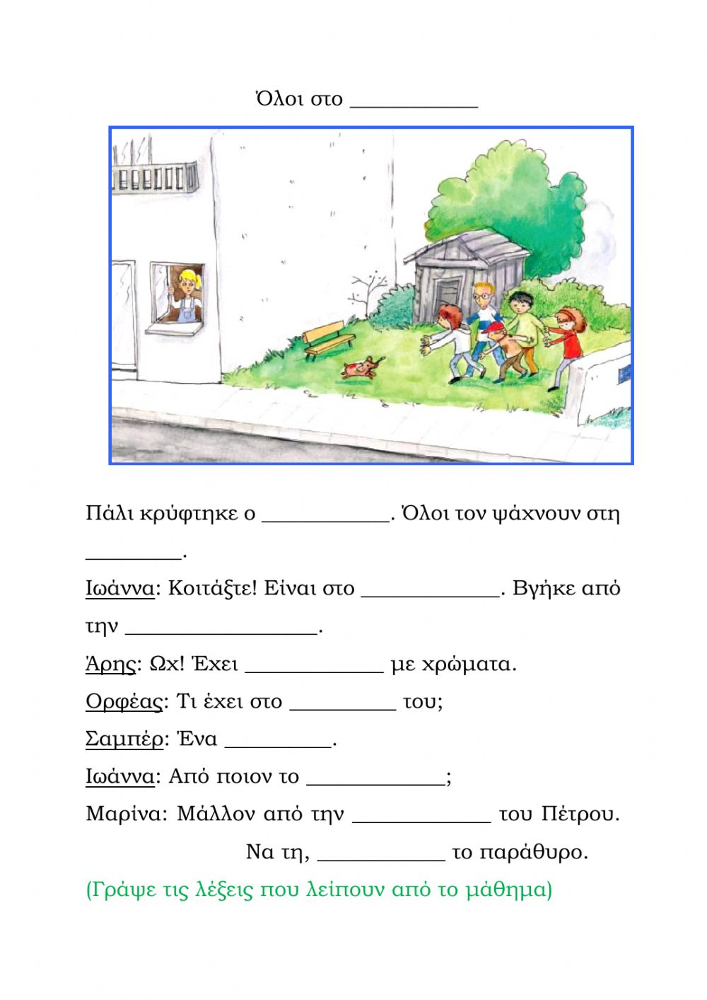 Όλοι στο ____________
Πάλι κρύφτηκε ο ____________. Όλοι τον ψάχνουν στη
_________.
Ιωάννα: Κοιτάξτε! Είναι στο _____________. Βγήκε από
την __________________.
Άρης: Ωχ! Έχει _____________ με χρώματα.
Ορφέας: Τι έχει στο __________ του;
Σαμπέρ: Ένα __________.
Ιωάννα: Από ποιον το _____________;
Μαρίνα: Μάλλον από την _____________ του Πέτρου.
Να τη, ____________ το παράθυρο.
(Γράψε τις λέξεις που λείπουν από το μάθημα)